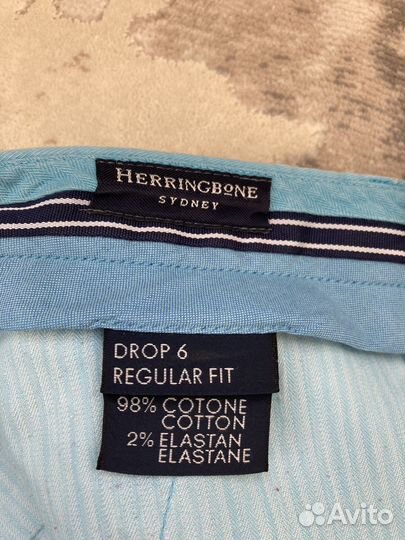 HERRINGBONE
SYDNEY
DROP 6
REGULAR FIT
98% COTONE
COTTON
2% ELASTAN
ELASTANE
Avito